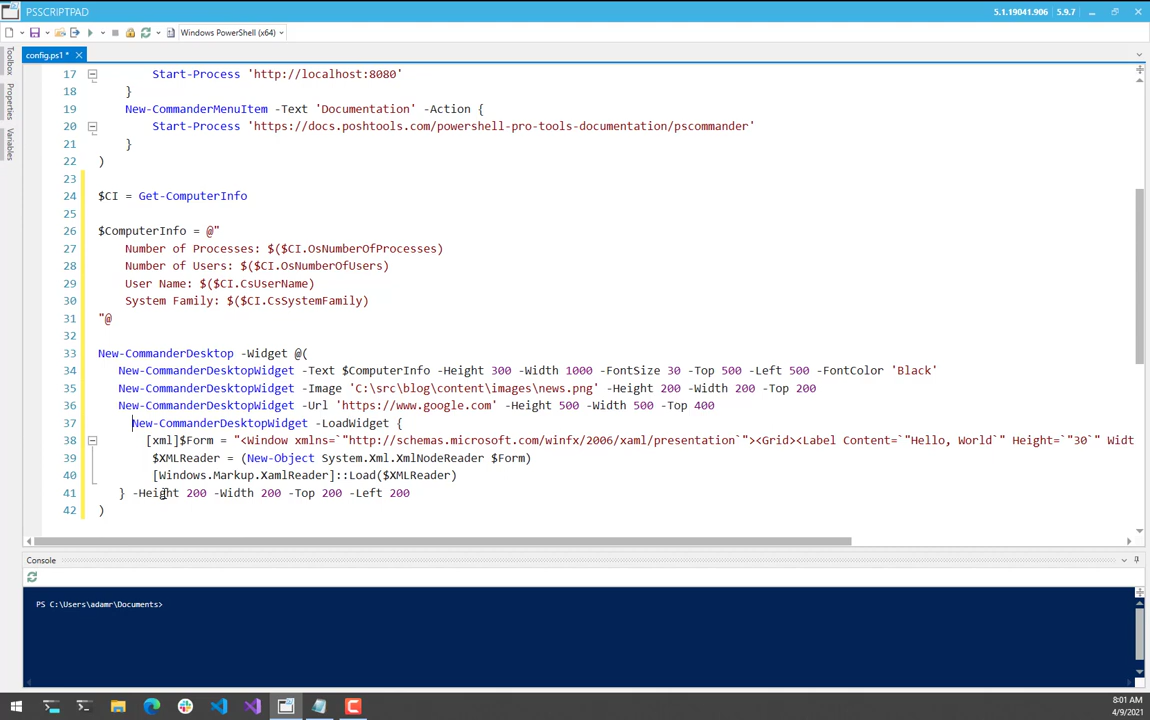 PSSCRIPTPAD
5.1.19041.906 5.9.7
Windows PowerShell (x64)
config.ps1 *
Toolbox
Properties
Variables
17 Start-Process 'http://localhost:8080'
18 }
19 New-CommanderMenuItem -Text 'Documentation' -Action {
20 Start-Process 'https://docs.poshtools.com/powershell-pro-tools-documentation/pscommander'
21 }
22 )
23
24 $CI = Get-ComputerInfo
25
26 $ComputerInfo = @"
27 Number of Processes: $($CI.OsNumberOfProcesses)
28 Number of Users: $($CI.OsNumberOfUsers)
29 User Name: $($CI.CsUserName)
30 System Family: $($CI.CsSystemFamily)
31 "@
32
33 New-CommanderDesktop -Widget @(
34 New-CommanderDesktopWidget -Text $ComputerInfo -Height 300 -Width 1000 -FontSize 30 -Top 500 -Left 500 -FontColor 'Black'
35 New-CommanderDesktopWidget -Image 'C:\src\blog\content\images\news.png' -Height 200 -Width 200 -Top 200
36 New-CommanderDesktopWidget -Url 'https://www.google.com' -Height 500 -Width 500 -Top 400
37 New-CommanderDesktopWidget -LoadWidget {
38 [xml]$Form = "<Window xmlns=`"http://schemas.microsoft.com/winfx/2006/xaml/presentation`"><Grid><Label Content=`"Hello, World`" Height=`"30`" Widt
39 $XMLReader = (New-Object System.Xml.XmlNodeReader $Form)
40 [Windows.Markup.XamlReader]::Load($XMLReader)
41 } -Height 200 -Width 200 -Top 200 -Left 200
42 )
Console
PS C:\Users\adamr\Documents>
8:01 AM
4/9/2021